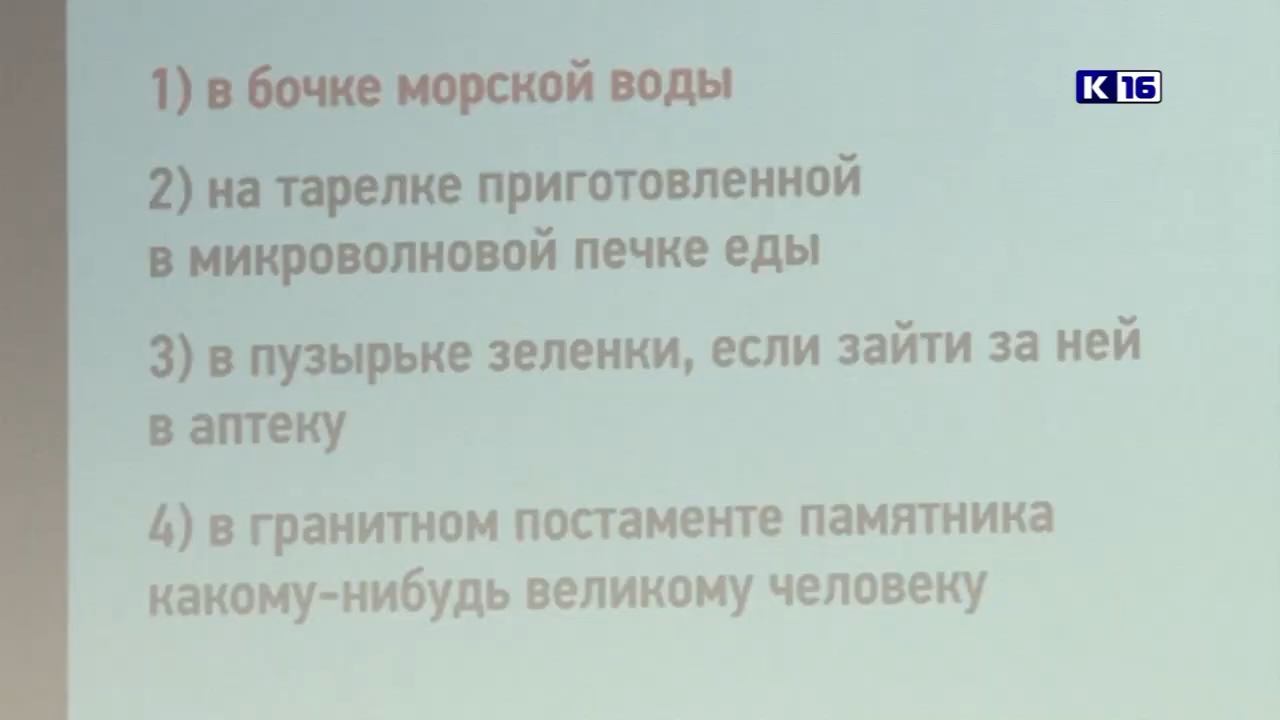 1) в бочке морской воды
K 16
2) на тарелке приготовленной
в микроволновой печке еды
3) в пузырьке зеленки, если зайти за ней
в аптеку
4) в гранитном постаменте памятника
какому-нибудь великому человеку